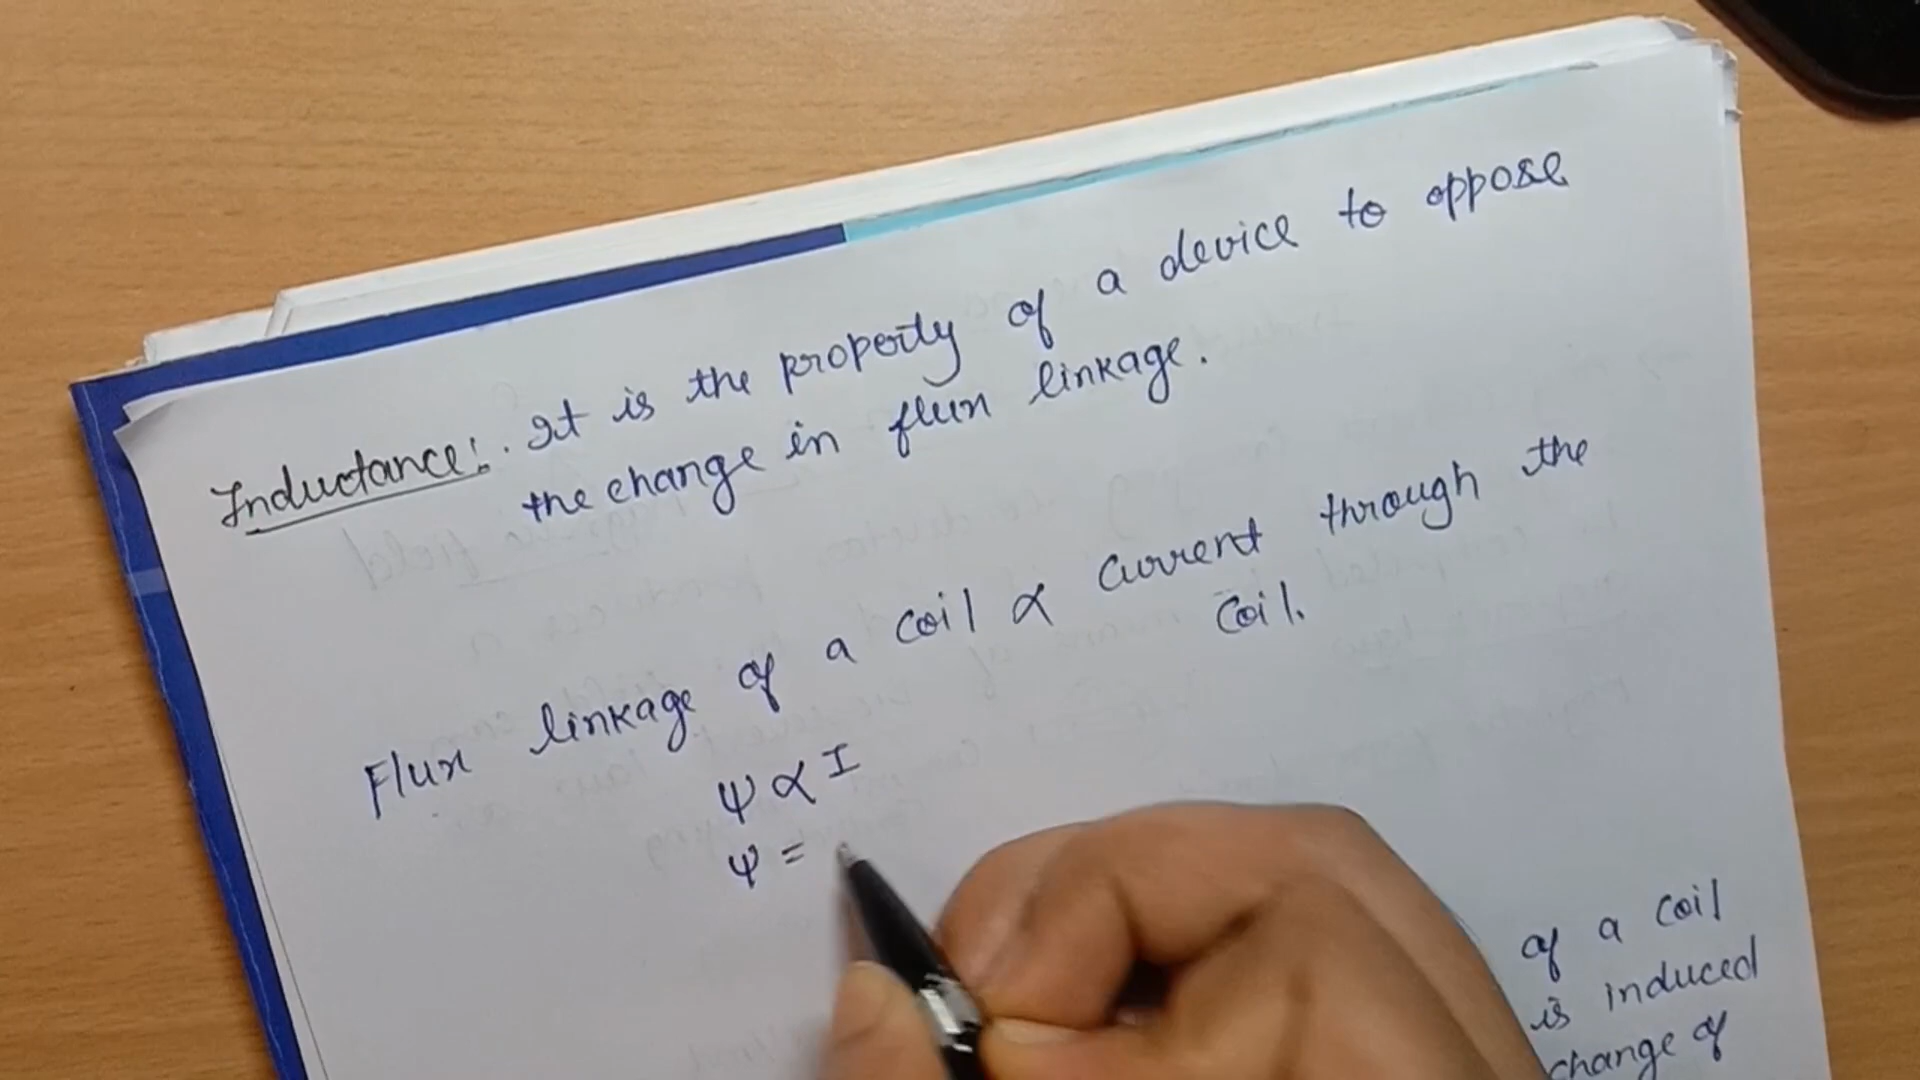 Inductance:. It is the property of a device to oppose
the change in flux linkage.
Flux linkage of a coil ∝ current through the
coil.
Ψ ∝ I
Ψ =
of a coil
is induced
change of